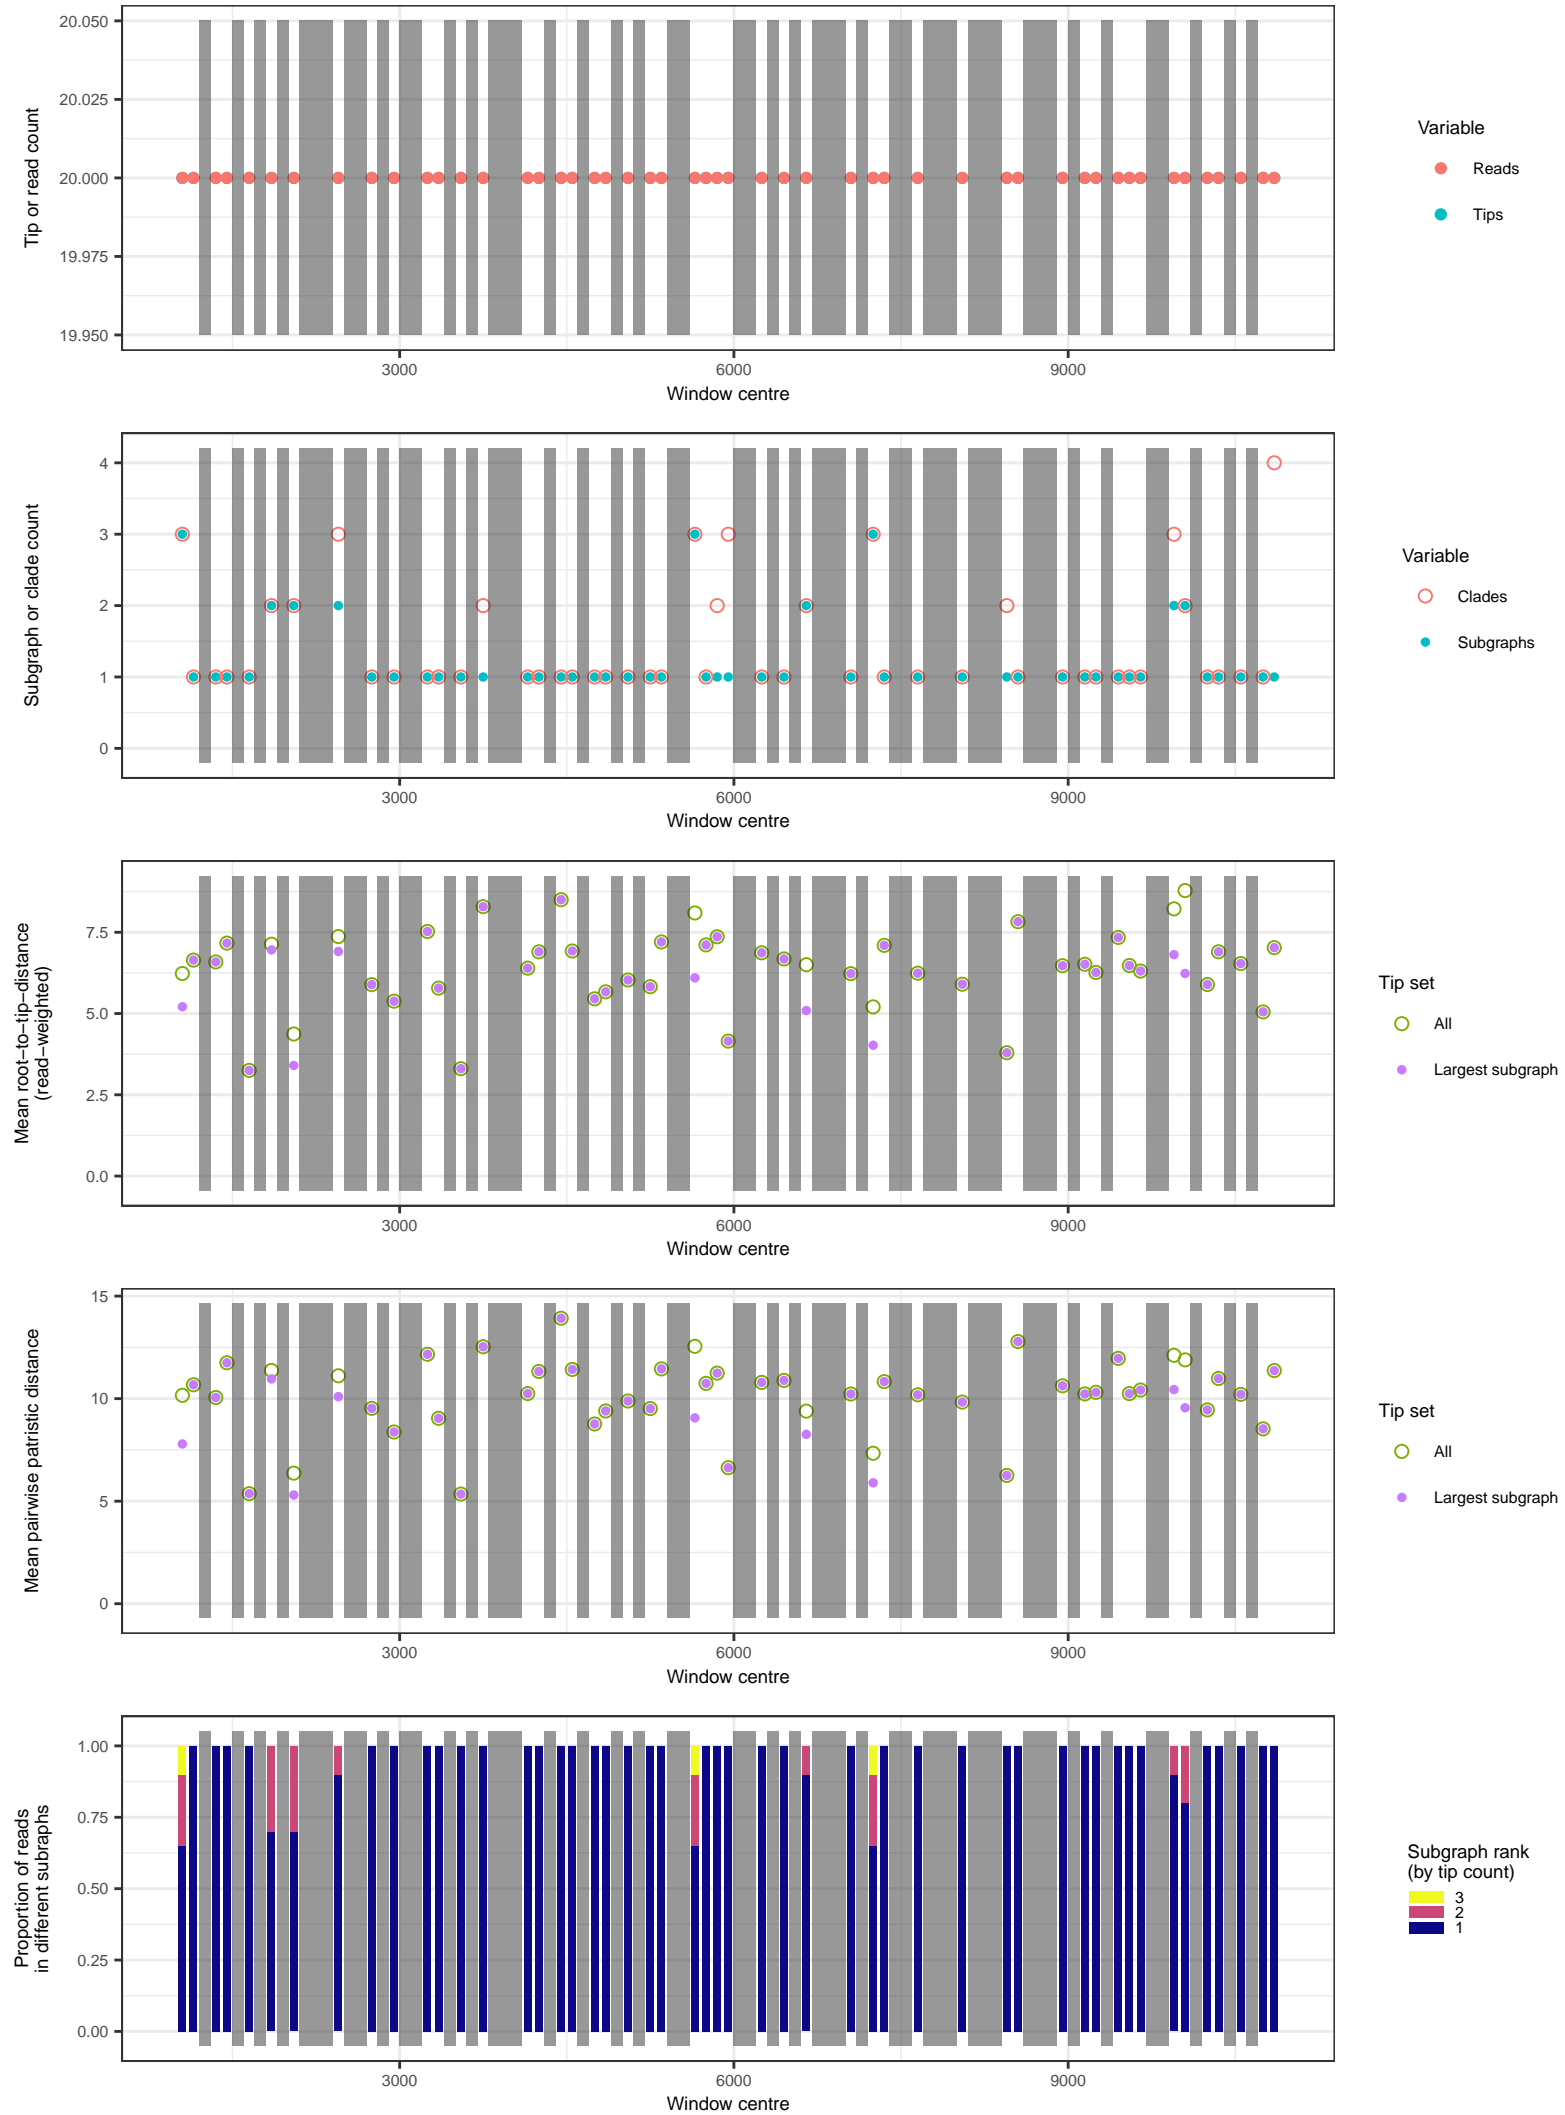 20.050
20.025
20.000
19.975
19.950
Tip or read count
3000
6000
9000
Window centre
Variable
Reads
Tips
4
3
2
1
0
Subgraph or clade count
3000
6000
9000
Window centre
Variable
Clades
Subgraphs
7.5
5.0
2.5
0.0
Mean root−to−tip−distance
(read−weighted)
3000
6000
9000
Window centre
Tip set
All
Largest subgraph
15
10
5
0
Mean pairwise patristic distance
3000
6000
9000
Window centre
Tip set
All
Largest subgraph
1.00
0.75
0.50
0.25
0.00
Proportion of reads
in different subraphs
3000
6000
9000
Window centre
Subgraph rank
(by tip count)
3
2
1